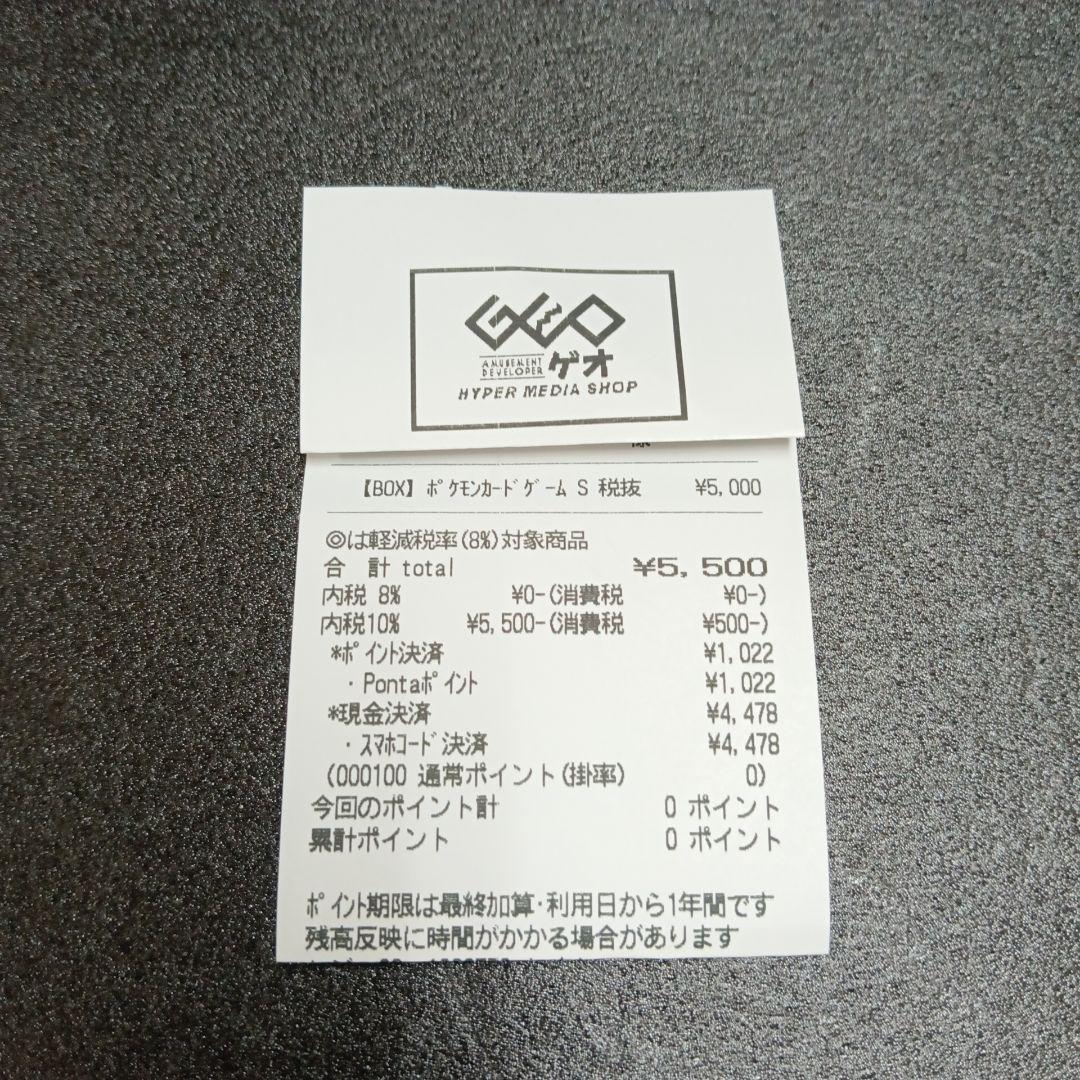 GEO
AMUSEMENT
DEVELOPER ゲオ
HYPER MEDIA SHOP
【BOX】ﾎﾟｹﾓﾝｶｰﾄﾞｹﾞｰﾑ S 税抜 ¥5,000
◎は軽減税率(8%)対象商品
合 計 total ¥5,500
内税 8% ¥0-(消費税 ¥0-)
内税10% ¥5,500-(消費税 ¥500-)
*ﾎﾟｲﾝﾄ決済 ¥1,022
・Pontaﾎﾟｲﾝﾄ ¥1,022
*現金決済 ¥4,478
・ｽﾏﾎｺｰﾄﾞ決済 ¥4,478
(000100 通常ポイント(掛率) 0)
今回のポイント計 0 ポイント
累計ポイント 0 ポイント
ﾎﾟｲﾝﾄ期限は最終加算・利用日から1年間です
残高反映に時間がかかる場合があります